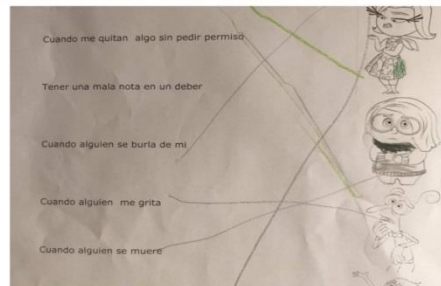 Cuando me quitan algo sin pedir permiso
Tener una mala nota en un deber
Cuando alguien se burla de mi
Cuando alguien me grita
Cuando alguien se muere